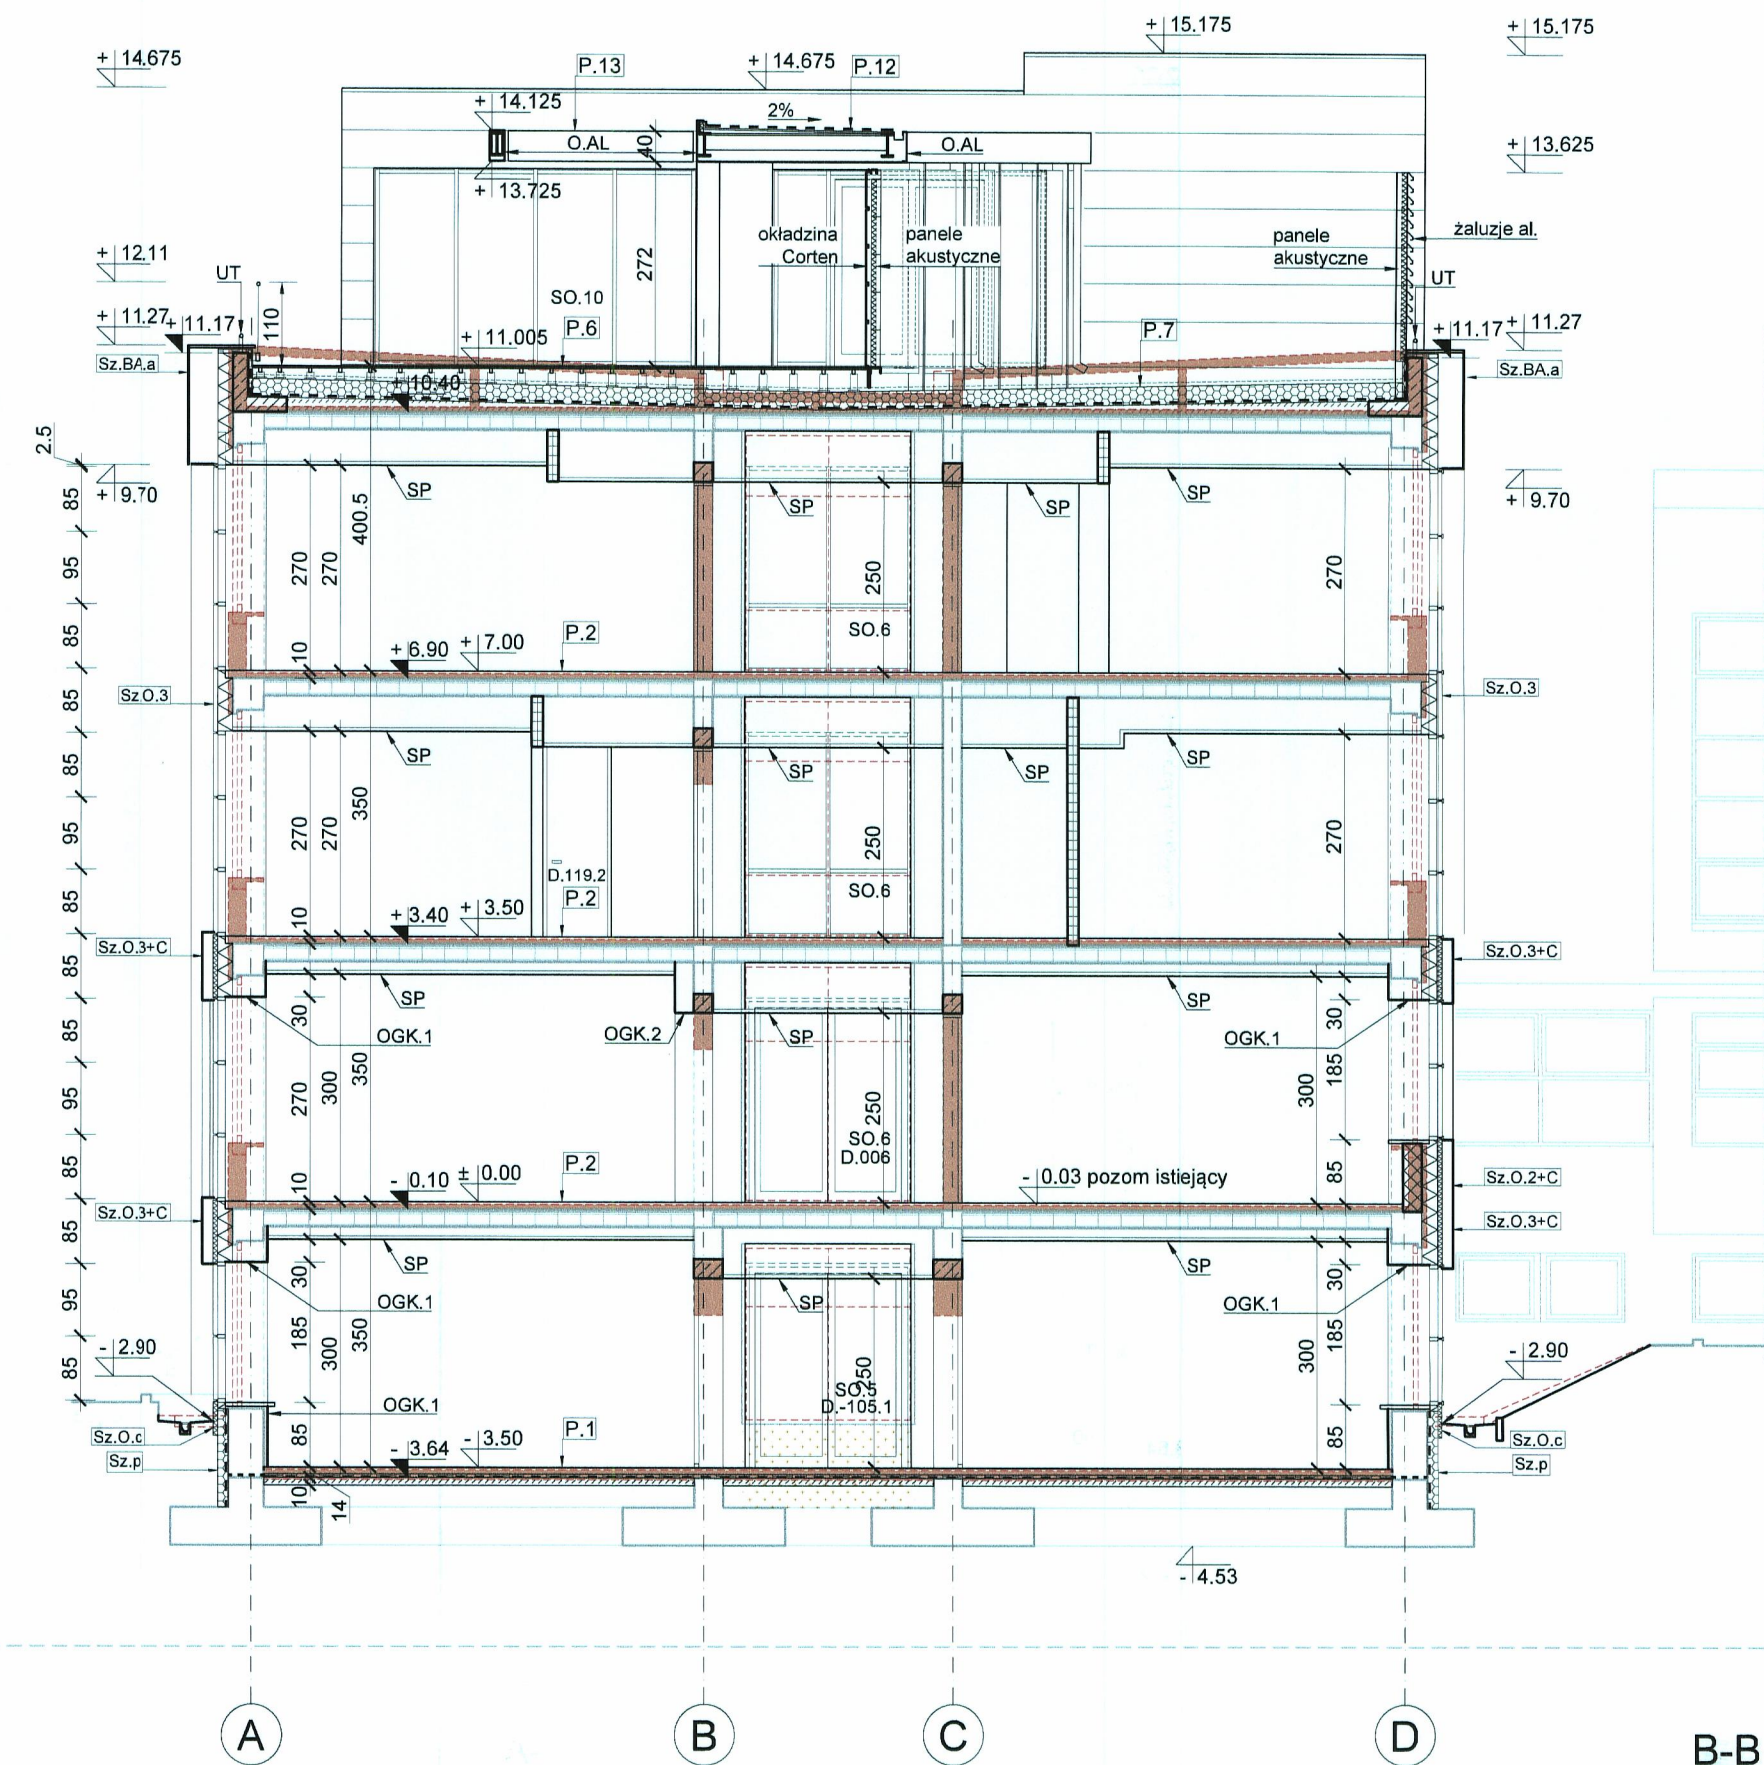 + 15.175
+ 15.175
+ 14.675
P.13
+ 14.675
P.12
+ 14.125
2%
O.AL
40
O.AL
+ 13.625
+ 13.725
okładzina
Corten
panele
akustyczne
panele
akustyczne
żaluzje al.
+ 12.11
UT
272
UT
SO.10
110
+ 11.27
+ 11.17
+ 11.005
P.6
P.7
+ 11.17
+ 11.27
Sz.BA.a
Sz.BA.a
+ 10.40
2.5
+ 9.70
SP
SP
SP
SP
+ 9.70
85
400.5
95
270
270
250
270
85
SO.6
10
+ 6.90
+ 7.00
P.2
Sz.O.3
85
Sz.O.3
SP
SP
SP
SP
85
350
95
270
270
250
270
D.119.2
85
SO.6
P.2
10
+ 3.40
+ 3.50
Sz.O.3+C
85
Sz.O.3+C
SP
SP
30
30
85
OGK.1
OGK.2
SP
OGK.1
350
185
95
270
300
250
300
SO.6
D.006
85
10
- 0.10
± 0.00
P.2
- 0.03 pozom istiejący
85
Sz.O.2+C
Sz.O.3+C
85
Sz.O.3+C
SP
SP
30
30
95
OGK.1
SP
OGK.1
185
300
350
300
185
- 2.90
85
- 2.90
250
SO.5
D.-105.1
OGK.1
Sz.O.c
85
- 3.64
- 3.50
P.1
85
Sz.O.c
Sz.p
Sz.p
10
14
- 4.53
A
B
C
D
B-B